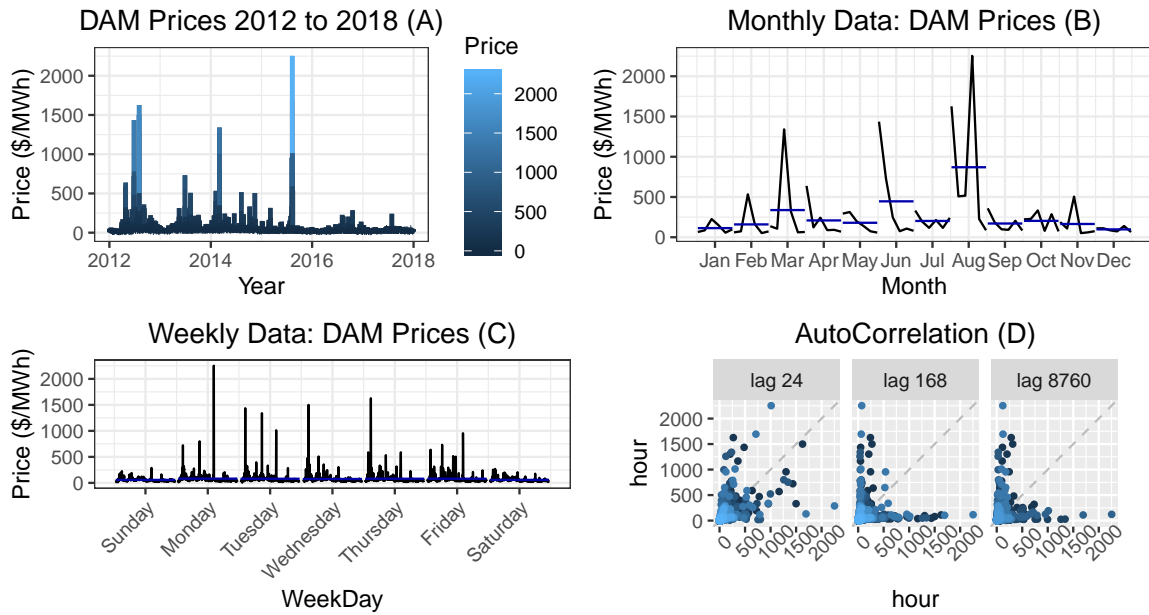 DAM Prices 2012 to 2018 (A)
Price ($/MWh)
2000
1500
1000
500
0
2012 2014 2016 2018
Year
Price
2000
1500
1000
500
0
Monthly Data: DAM Prices (B)
Price ($/MWh)
2000
1500
1000
500
0
Jan Feb Mar Apr May Jun Jul Aug Sep Oct Nov Dec
Month
Weekly Data: DAM Prices (C)
Price ($/MWh)
2000
1500
1000
500
0
Sunday Monday Tuesday Wednesday Thursday Friday Saturday
WeekDay
AutoCorrelation (D)
lag 24 lag 168 lag 8760
hour
2000
1500
1000
500
0
0 500 1000 1500 2000 0 500 1000 1500 2000 0 500 1000 1500 2000
hour